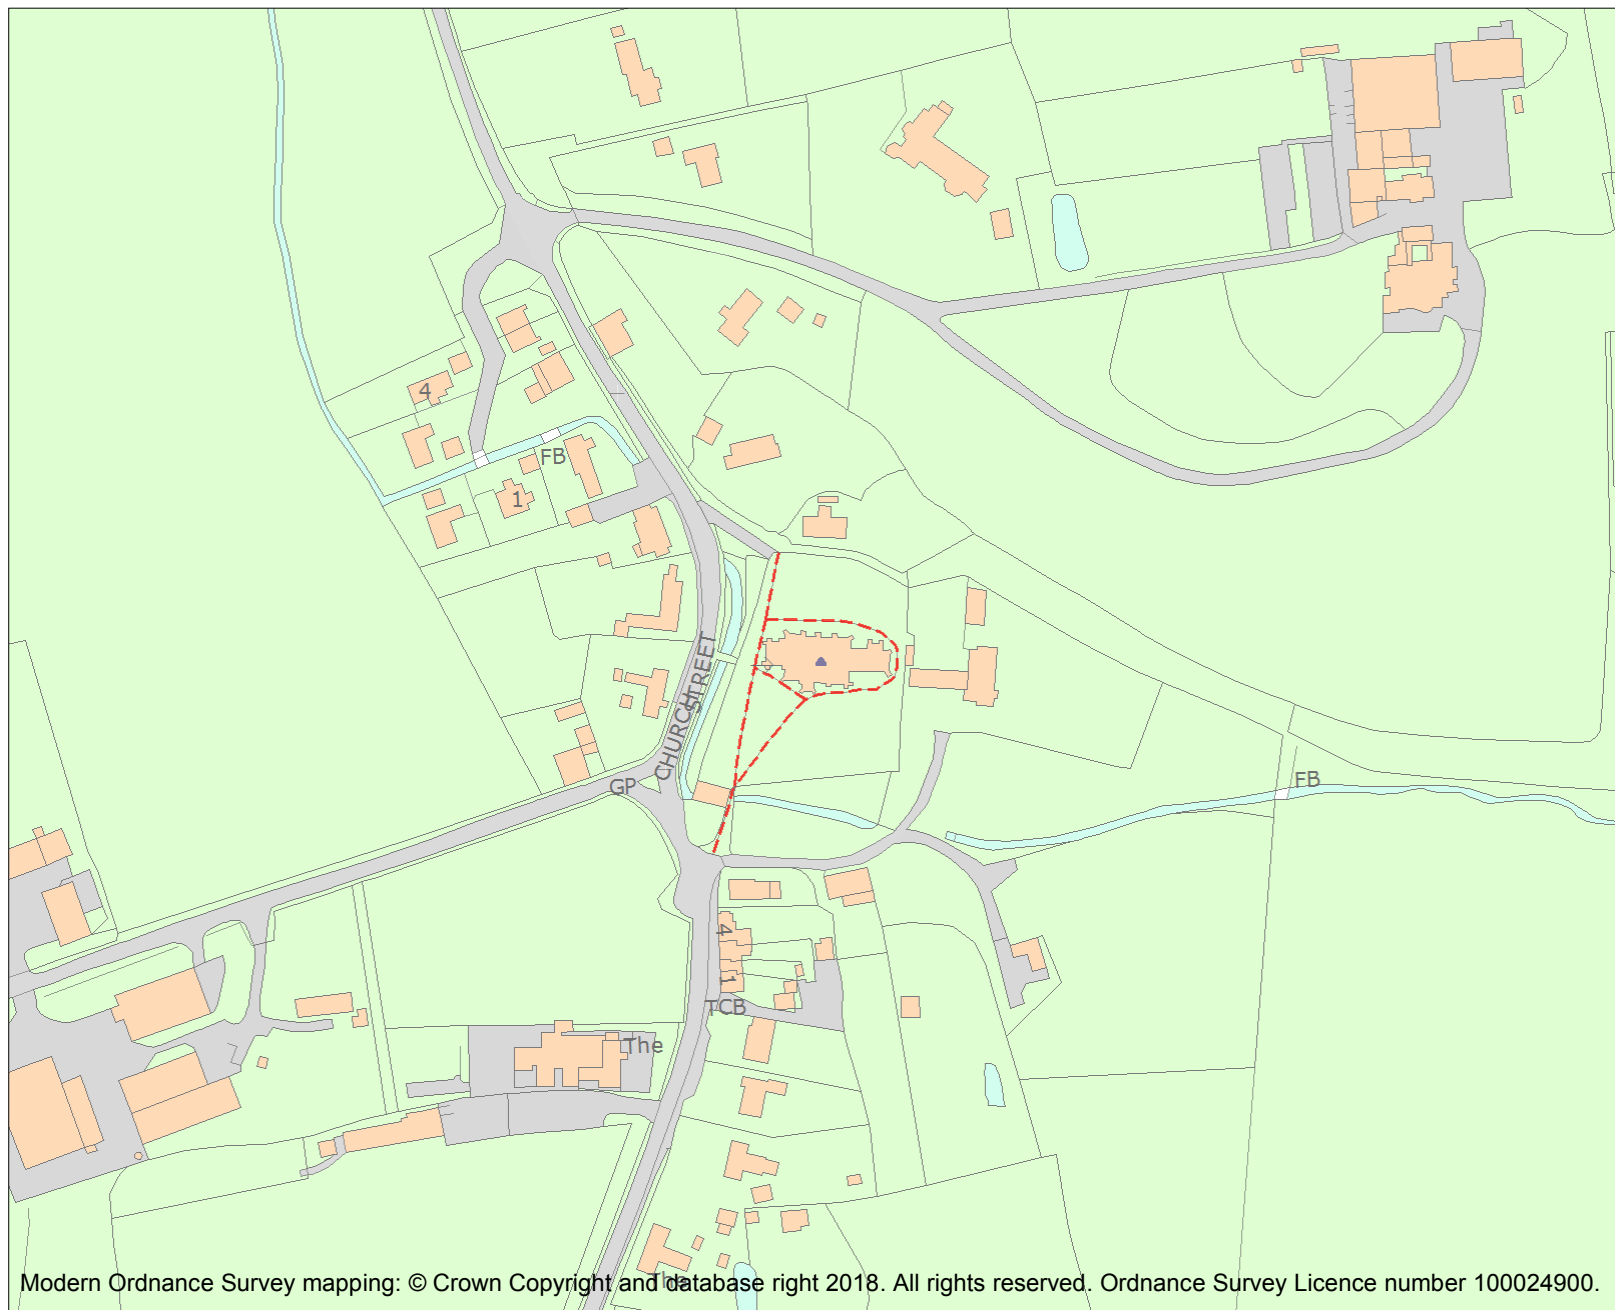 4
FB
1
CHURCH STREET
GP
FB
4
1
TCB
The
The
Modern Ordnance Survey mapping: © Crown Copyright and database right 2018. All rights reserved. Ordnance Survey Licence number 100024900.